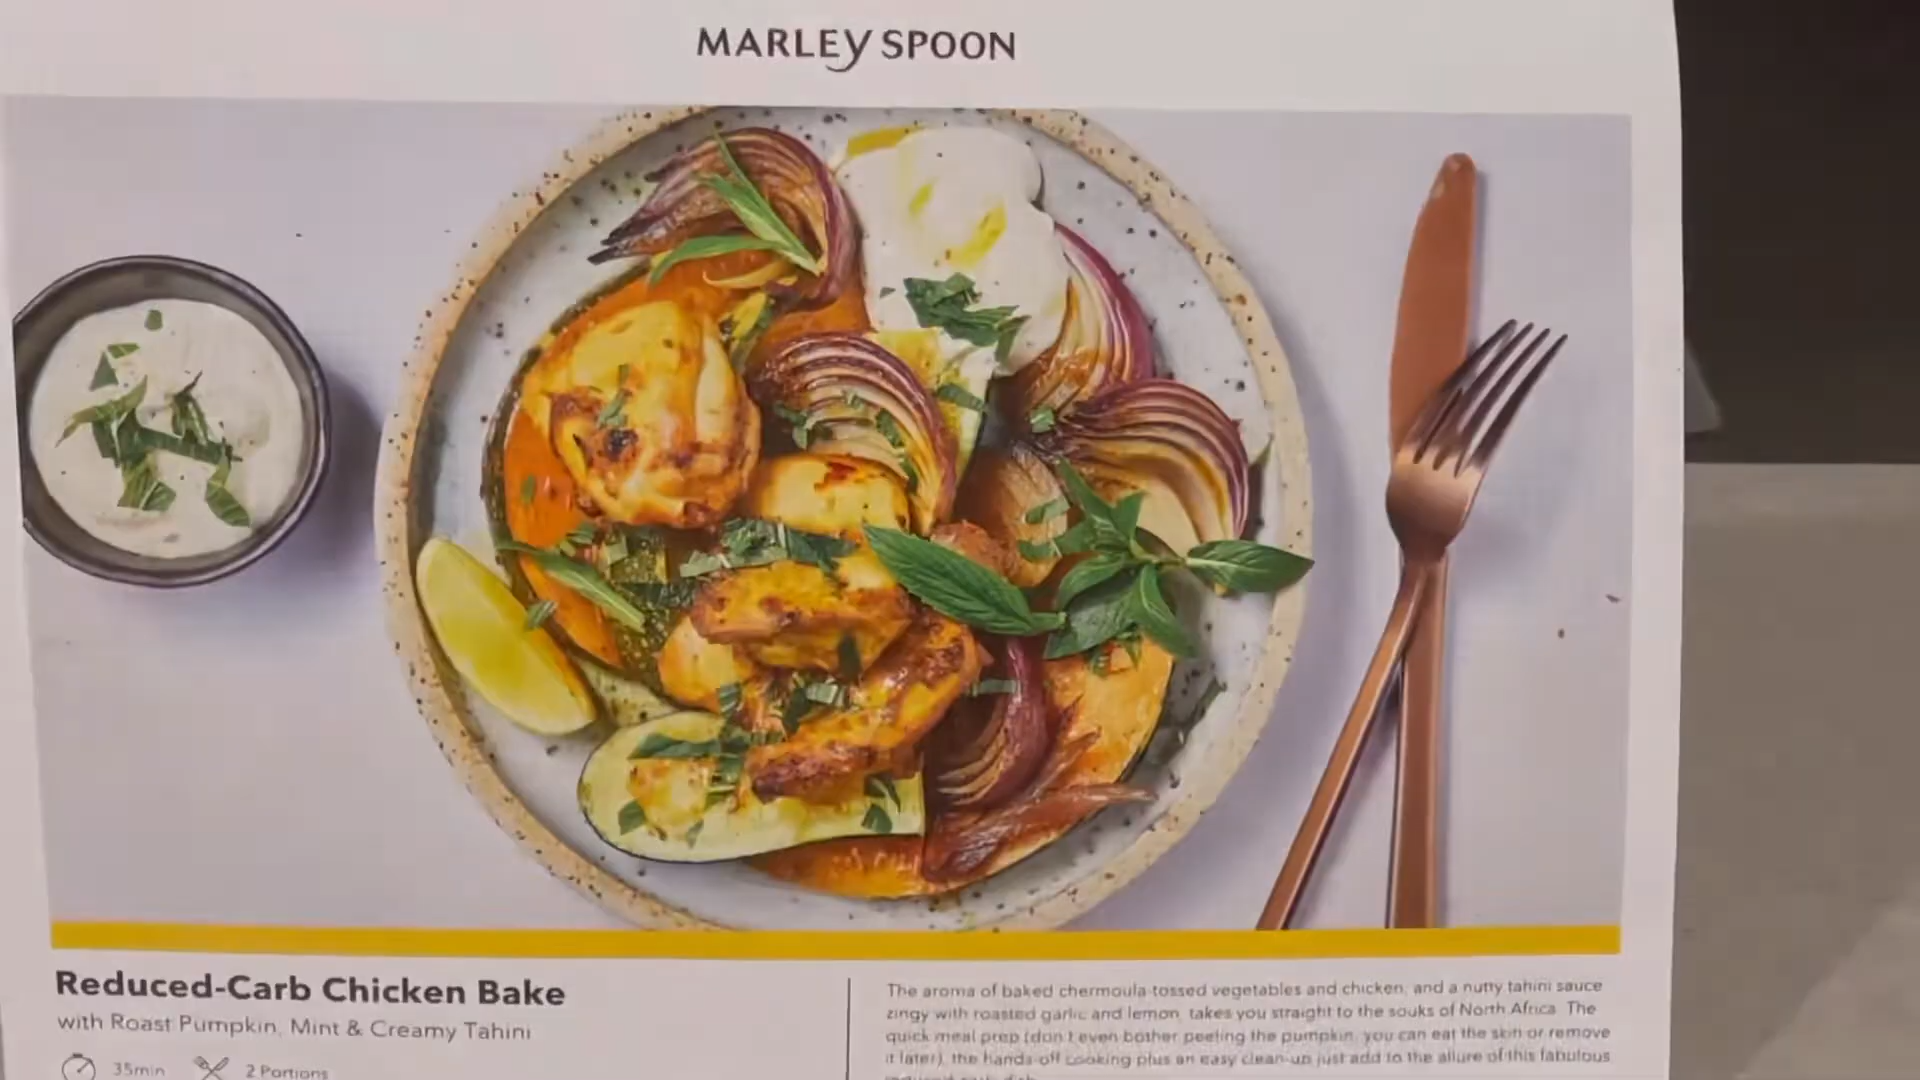 MARLEY SPOON
Reduced-Carb Chicken Bake
with Roast Pumpkin, Mint & Creamy Tahini
35min 2 Portions
The aroma of baked chermoula-tossed vegetables and chicken, and a nutty tahini sauce
zingy with roasted garlic and lemon, takes you straight to the souks of North Africa. The
quick meal prep (don't even bother peeling the pumpkin, you can eat the skin or remove
it later), the hands-off cooking plus an easy clean-up just add to the allure of this fabulous